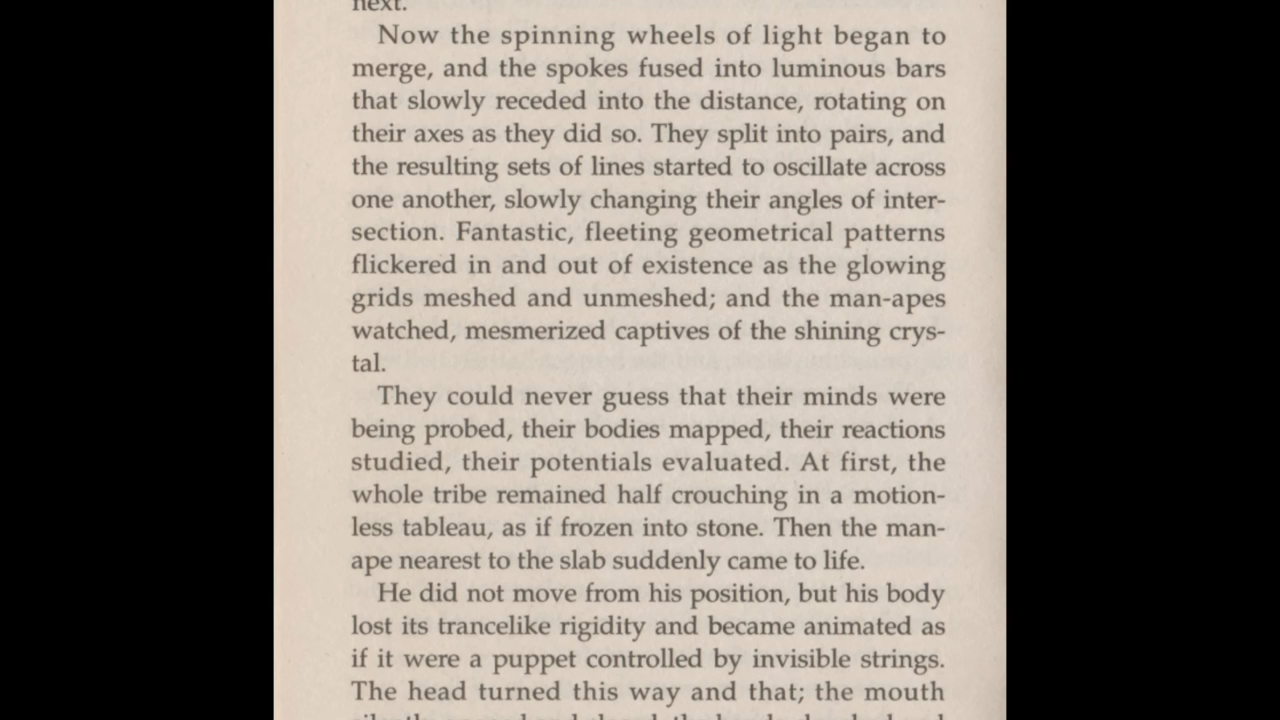 next.
Now the spinning wheels of light began to
merge, and the spokes fused into luminous bars
that slowly receded into the distance, rotating on
their axes as they did so. They split into pairs, and
the resulting sets of lines started to oscillate across
one another, slowly changing their angles of inter-
section. Fantastic, fleeting geometrical patterns
flickered in and out of existence as the glowing
grids meshed and unmeshed; and the man-apes
watched, mesmerized captives of the shining crys-
tal.
They could never guess that their minds were
being probed, their bodies mapped, their reactions
studied, their potentials evaluated. At first, the
whole tribe remained half crouching in a motion-
less tableau, as if frozen into stone. Then the man-
ape nearest to the slab suddenly came to life.
He did not move from his position, but his body
lost its trancelike rigidity and became animated as
if it were a puppet controlled by invisible strings.
The head turned this way and that; the mouth